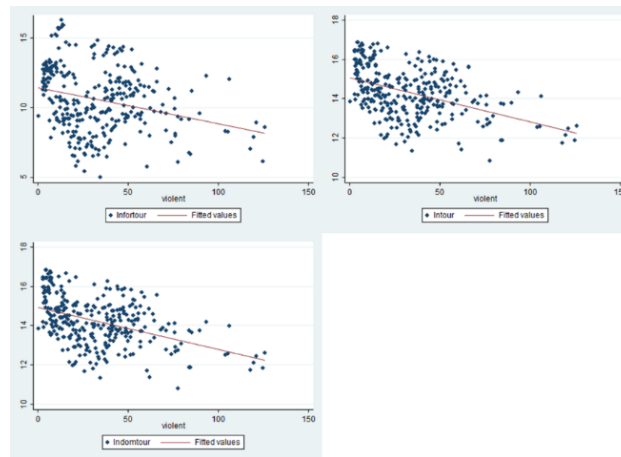 15
10
5
0 50 100 150
violent
lnfortour Fitted values
18
16
14
12
10
0 50 100 150
violent
lntour Fitted values
18
16
14
12
10
0 50 100 150
violent
lndomtour Fitted values